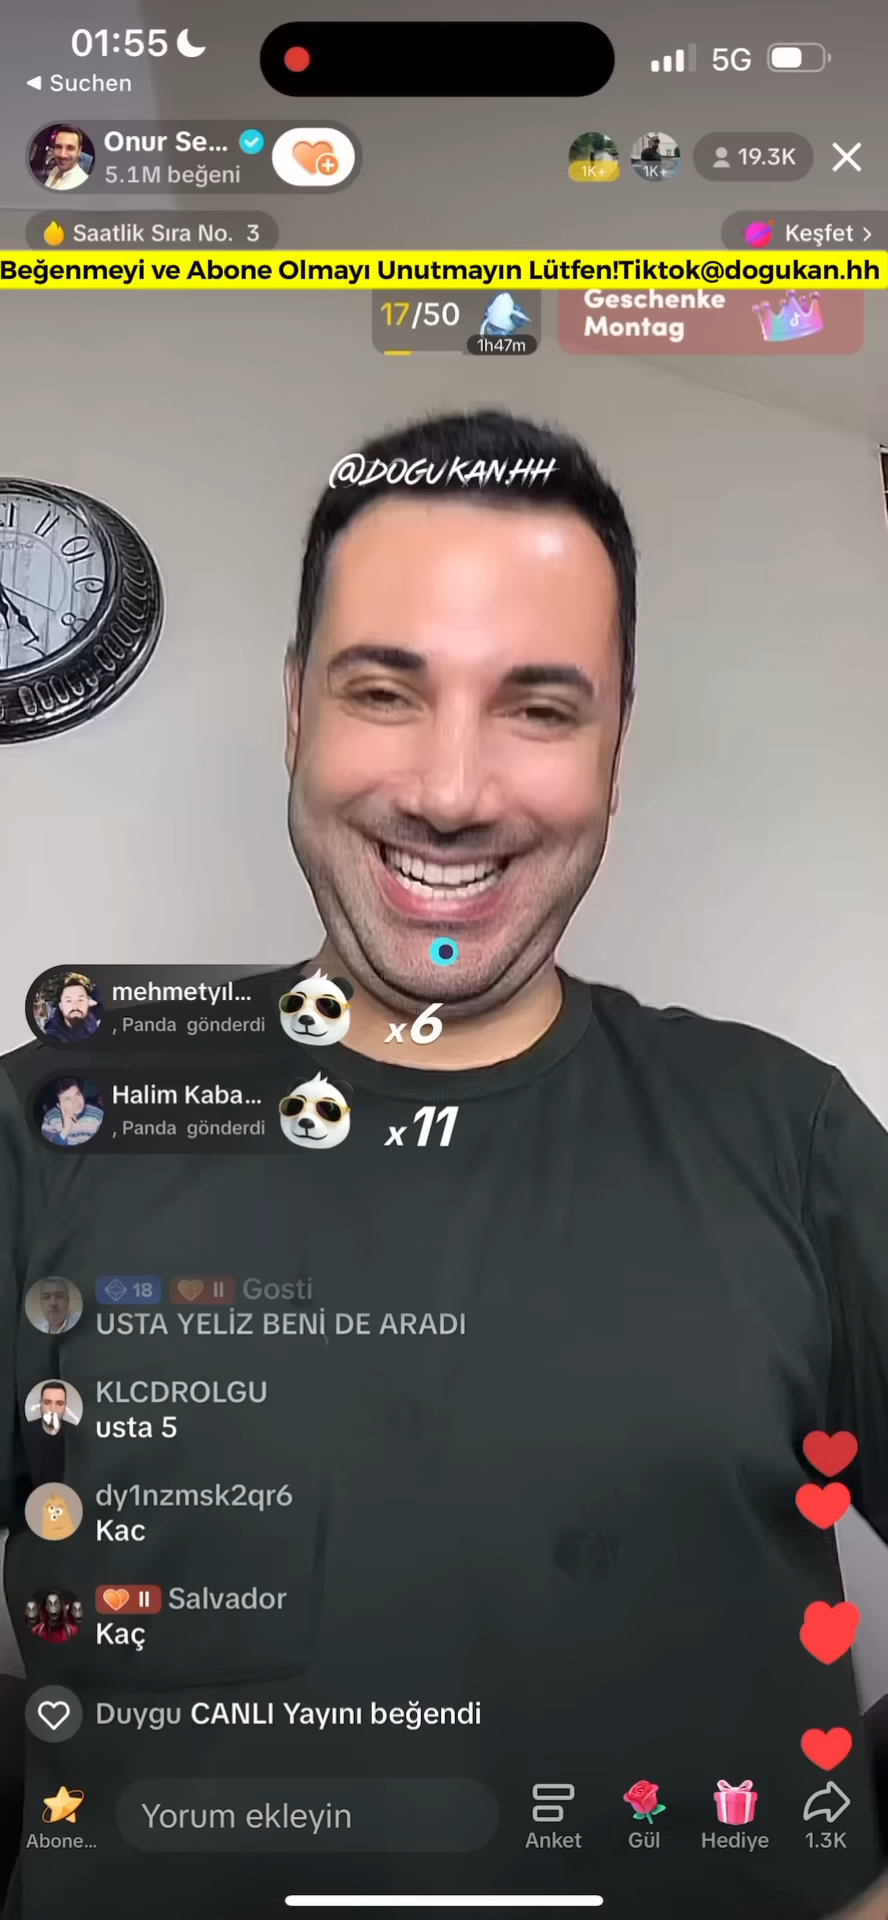 01:55
5G
Suchen
Onur Se...
5.1M beğeni
1K+
1K+
19.3K
Saatlik Sıra No. 3
Keşfet >
Beğenmeyi ve Abone Olmayı Unutmayın Lütfen!Tiktok@dogukan.hh
17/50
1h47m
Geschenke
Montag
@DOGUKAN.HH
mehmetyıl...
, Panda gönderdi
x6
Halim Kaba...
, Panda gönderdi
x11
18 II Gosti
USTA YELİZ BENİ DE ARADI
KLCDROLGU
usta 5
dy1nzmsk2qr6
Kac
II Salvador
Kaç
Duygu CANLI Yayını beğendi
Abone...
Yorum ekleyin
Anket
Gül
Hediye
1.3K